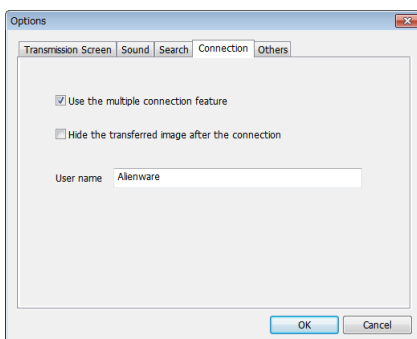 Options
Transmission Screen Sound Search Connection Others
Use the multiple connection feature
Hide the transferred image after the connection
User name Alienware
OK Cancel